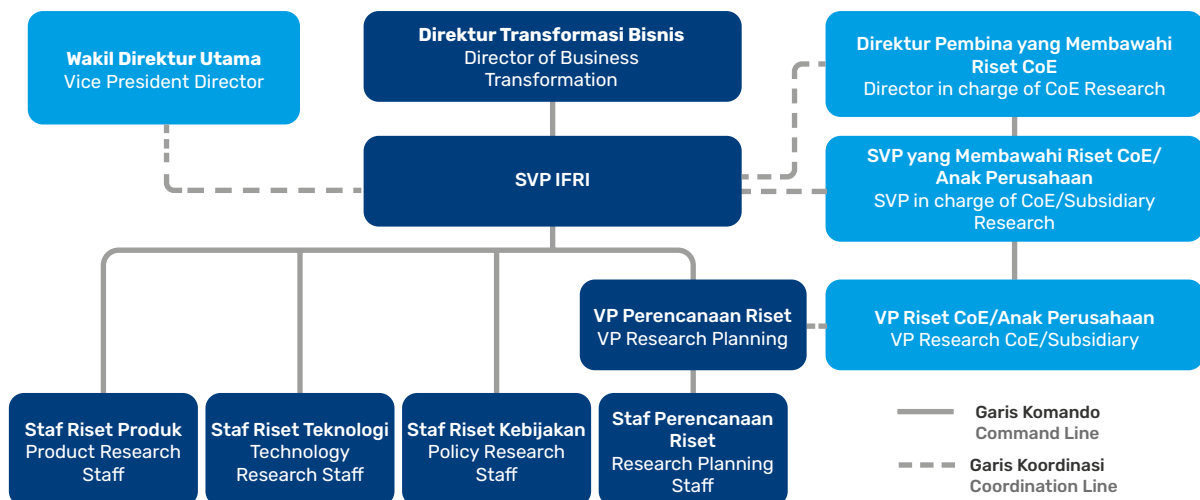 Wakil Direktur Utama
Vice President Director
Direktur Transformasi Bisnis
Director of Business
Transformation
Direktur Pembina yang Membawahi
Riset CoE
Director in charge of CoE Research
SVP IFRI
SVP yang Membawahi Riset CoE/
Anak Perusahaan
SVP in charge of CoE/Subsidiary
Research
VP Perencanaan Riset
VP Research Planning
VP Riset CoE/Anak Perusahaan
VP Research CoE/Subsidiary
Staf Riset Produk
Product Research
Staff
Staf Riset Teknologi
Technology
Research Staff
Staf Riset Kebijakan
Policy Research
Staff
Staf Perencanaan
Riset
Research Planning
Staff
Garis Komando
Command Line
Garis Koordinasi
Coordination Line